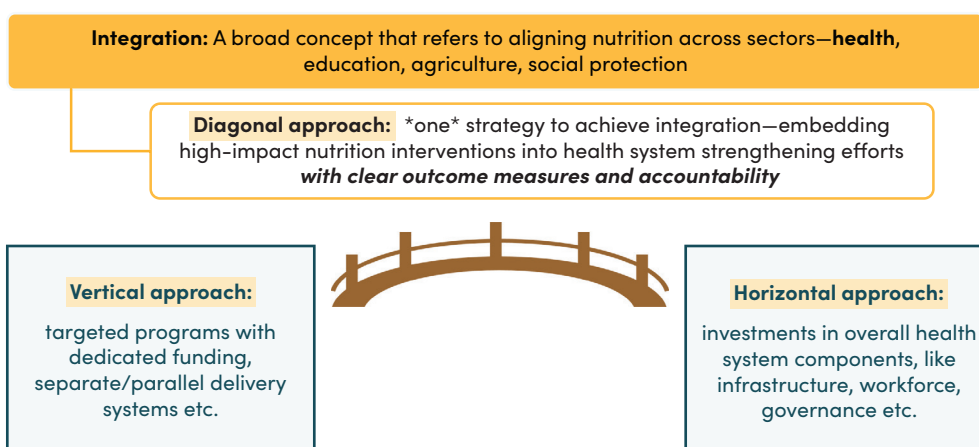 Integration: A broad concept that refers to aligning nutrition across sectors—health,
education, agriculture, social protection
Diagonal approach: *one* strategy to achieve integration—embedding
high-impact nutrition interventions into health system strengthening efforts
with clear outcome measures and accountability
Vertical approach:
targeted programs with
dedicated funding,
separate/parallel delivery
systems etc.
Horizontal approach:
investments in overall health
system components, like
infrastructure, workforce,
governance etc.